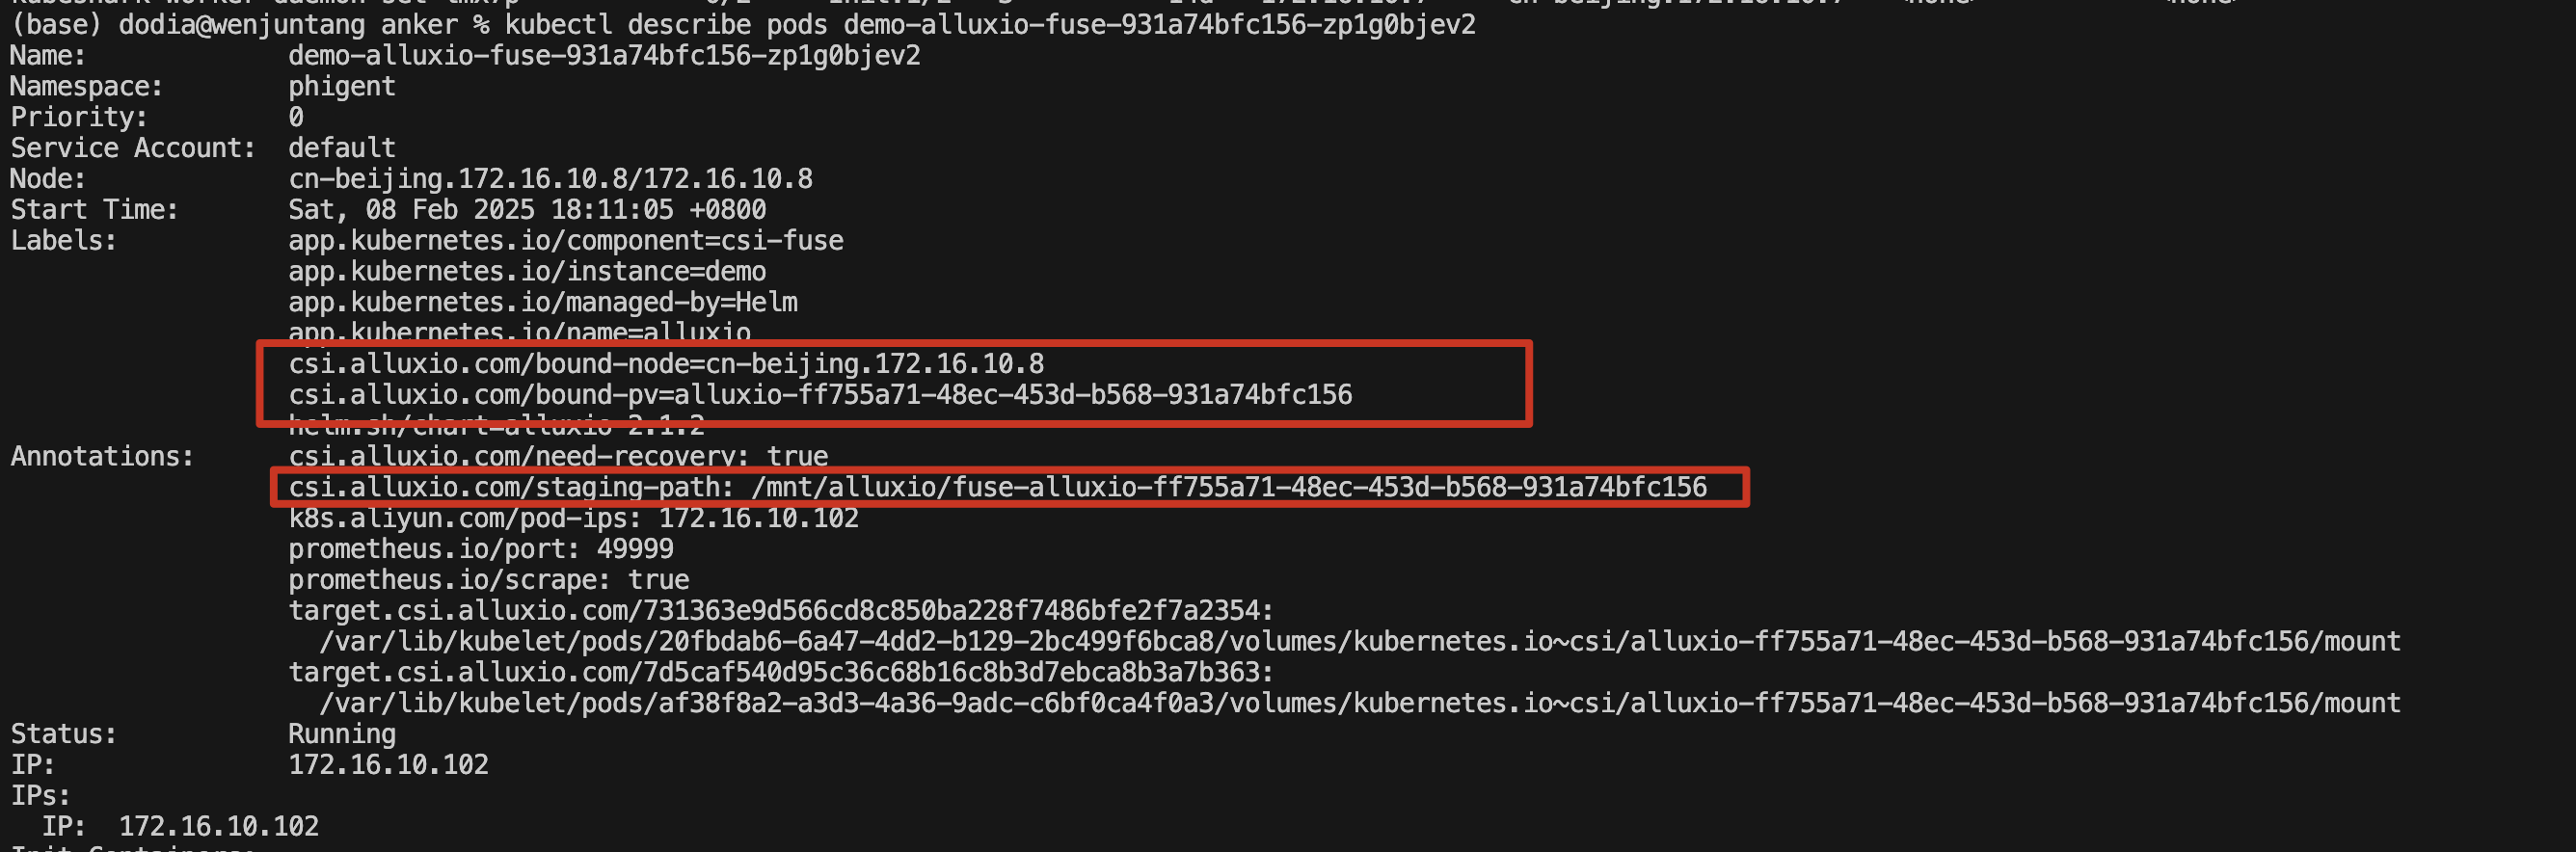 (base) dodia@wenjuntang anker % kubectl describe pods demo-alluxio-fuse-931a74bfc156-zp1g0bjev2
Name:             demo-alluxio-fuse-931a74bfc156-zp1g0bjev2
Namespace:        phigent
Priority:         0
Service Account:  default
Node:             cn-beijing.172.16.10.8/172.16.10.8
Start Time:       Sat, 08 Feb 2025 18:11:05 +0800
Labels:           app.kubernetes.io/component=csi-fuse
                  app.kubernetes.io/instance=demo
                  app.kubernetes.io/managed-by=Helm
                  app.kubernetes.io/name=alluxio
                  csi.alluxio.com/bound-node=cn-beijing.172.16.10.8
                  csi.alluxio.com/bound-pv=alluxio-ff755a71-48ec-453d-b568-931a74bfc156
                  helm.sh/chart=alluxio-2.1.2
Annotations:      csi.alluxio.com/need-recovery: true
                  csi.alluxio.com/staging-path: /mnt/alluxio/fuse-alluxio-ff755a71-48ec-453d-b568-931a74bfc156
                  k8s.aliyun.com/pod-ips: 172.16.10.102
                  prometheus.io/port: 49999
                  prometheus.io/scrape: true
                  target.csi.alluxio.com/731363e9d566cd8c850ba228f7486bfe2f7a2354:
                    /var/lib/kubelet/pods/20fbdab6-6a47-4dd2-b129-2bc499f6bca8/volumes/kubernetes.io~csi/alluxio-ff755a71-48ec-453d-b568-931a74bfc156/mount
                  target.csi.alluxio.com/7d5caf540d95c36c68b16c8b3d7ebca8b3a7b363:
                    /var/lib/kubelet/pods/af38f8a2-a3d3-4a36-9adc-c6bf0ca4f0a3/volumes/kubernetes.io~csi/alluxio-ff755a71-48ec-453d-b568-931a74bfc156/mount
Status:           Running
IP:               172.16.10.102
IPs:
  IP:  172.16.10.102